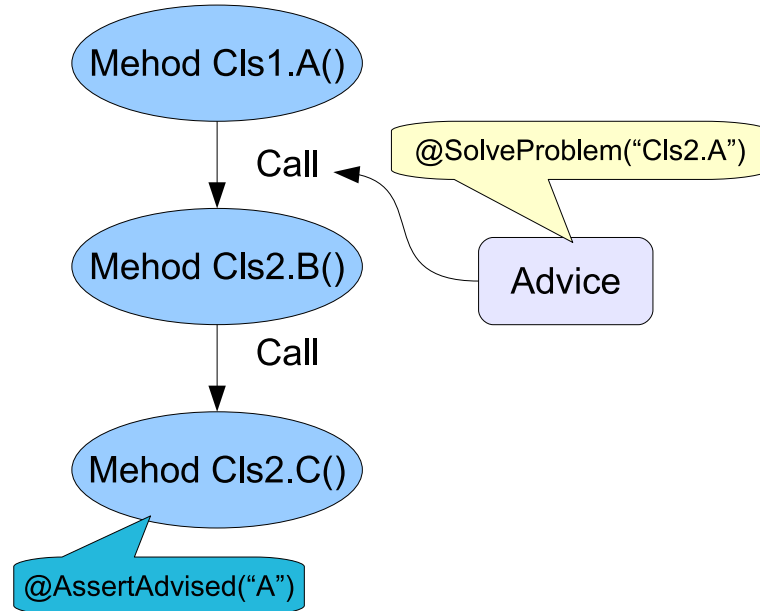 Mehod Cls1.A()
@SolveProblem(“Cls2.A”)
Call
Mehod Cls2.B()
Advice
Call
Mehod Cls2.C()
@AssertAdvised(“A”)